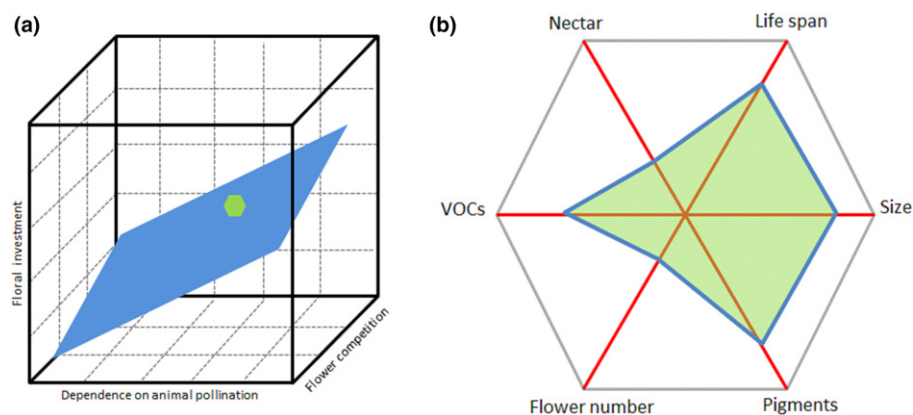 (a)
Floral investment
Dependence on animal pollination
Flower competition
(b)
Nectar
Life span
VOCs
Size
Flower number
Pigments